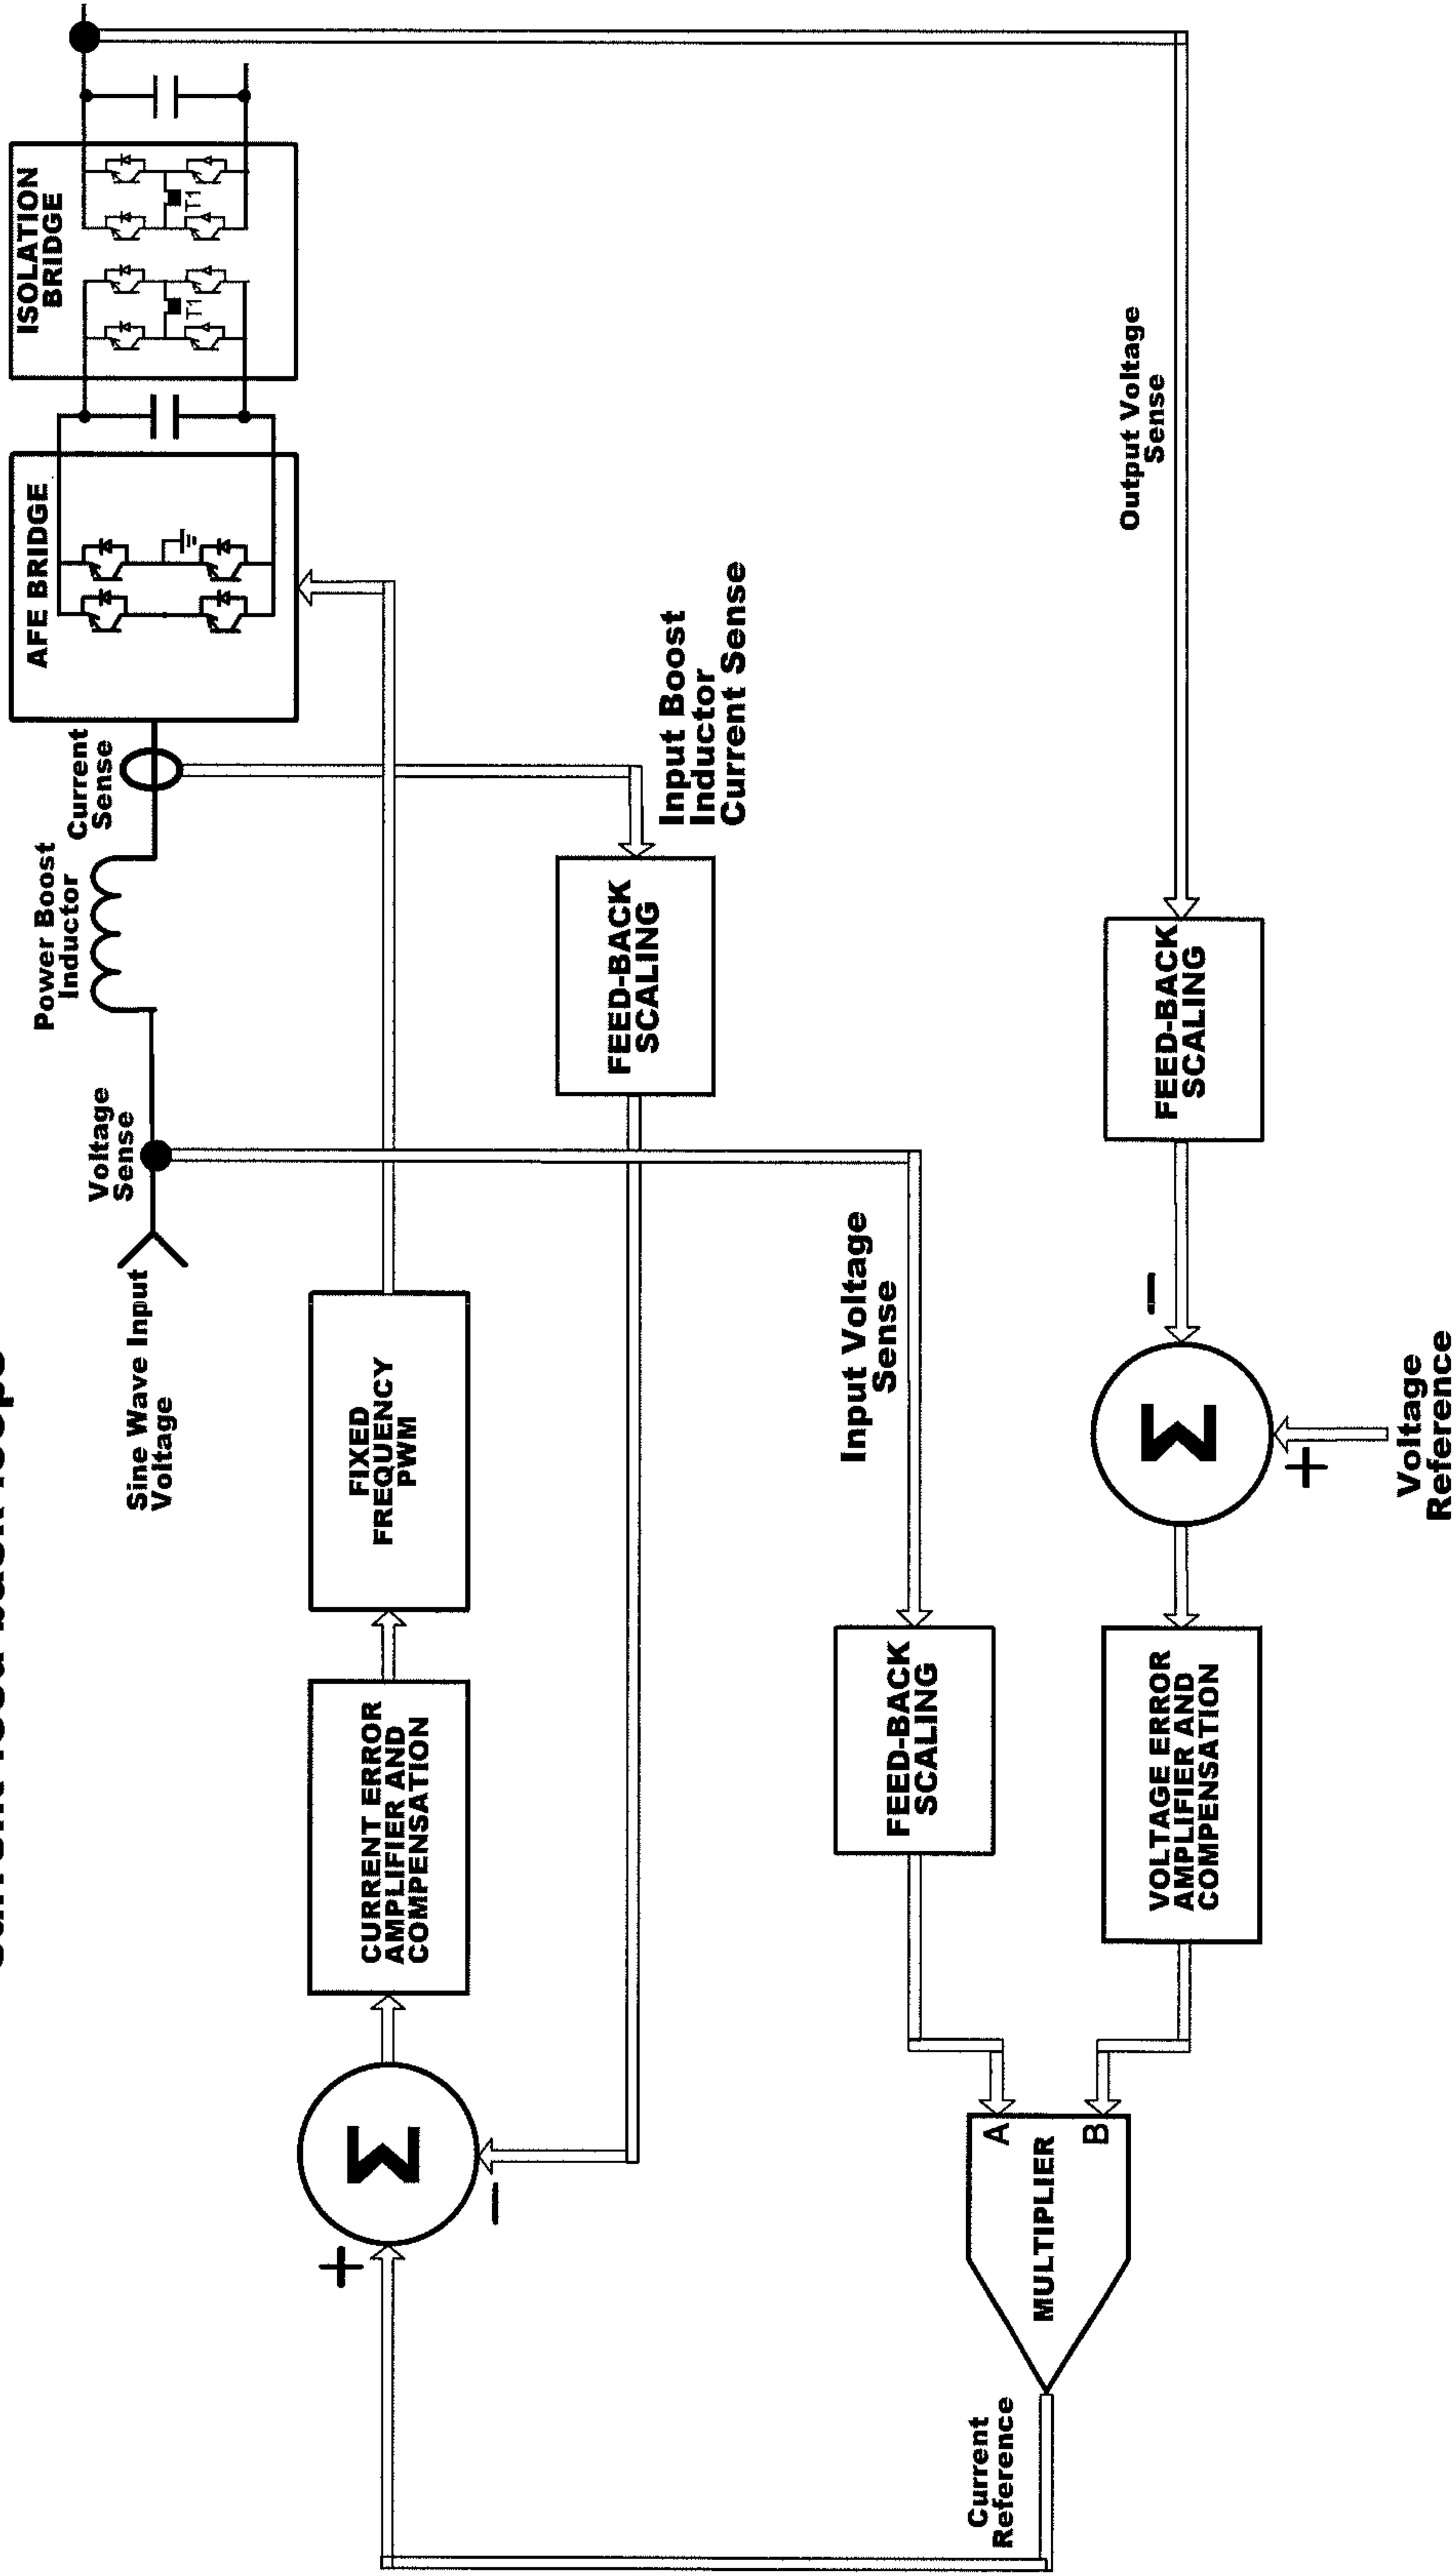 Sine Wave Input
Voltage
Voltage
Sense
Power Boost
Inductor
Current
Sense
AFE BRIDGE
ISOLATION
BRIDGE
T1
T1
+
Σ
−
CURRENT ERROR
AMPLIFIER AND
COMPENSATION
FIXED
FREQUENCY
PWM
FEED-BACK
SCALING
Input Boost
Inductor
Current Sense
Current
Reference
MULTIPLIER
A
B
FEED-BACK
SCALING
Input Voltage
Sense
VOLTAGE ERROR
AMPLIFIER AND
COMPENSATION
Σ
−
+
Voltage
Reference
FEED-BACK
SCALING
Output Voltage
Sense